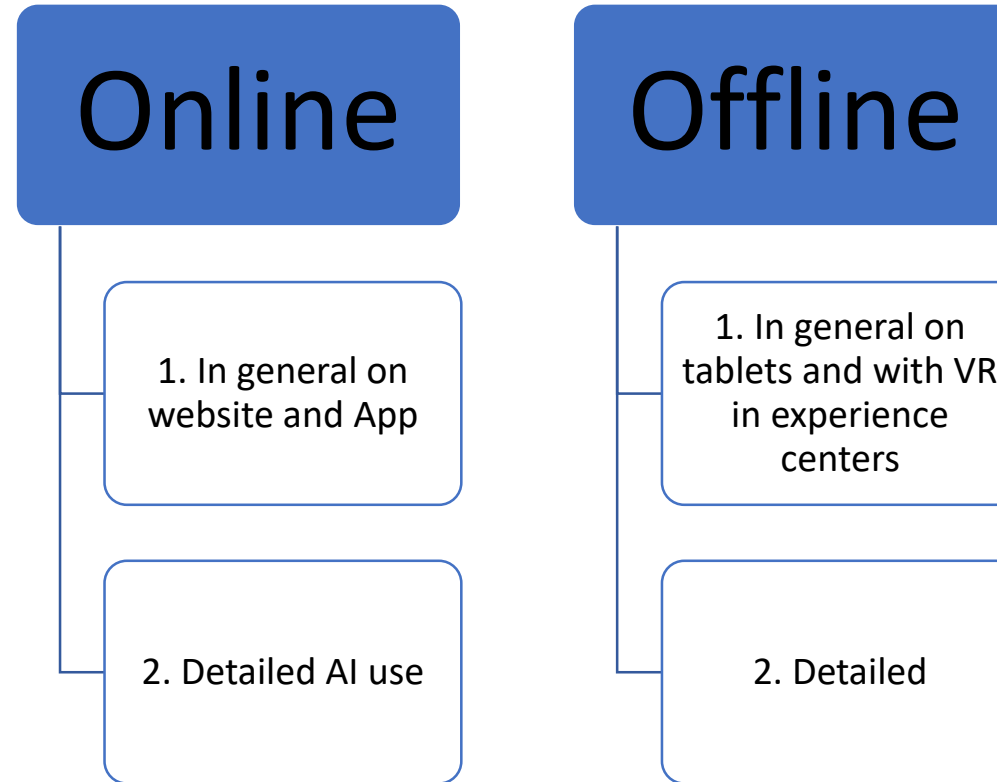 Online
1. In general on
website and App
2. Detailed AI use
Offline
1. In general on
tablets and with VR
in experience
centers
2. Detailed